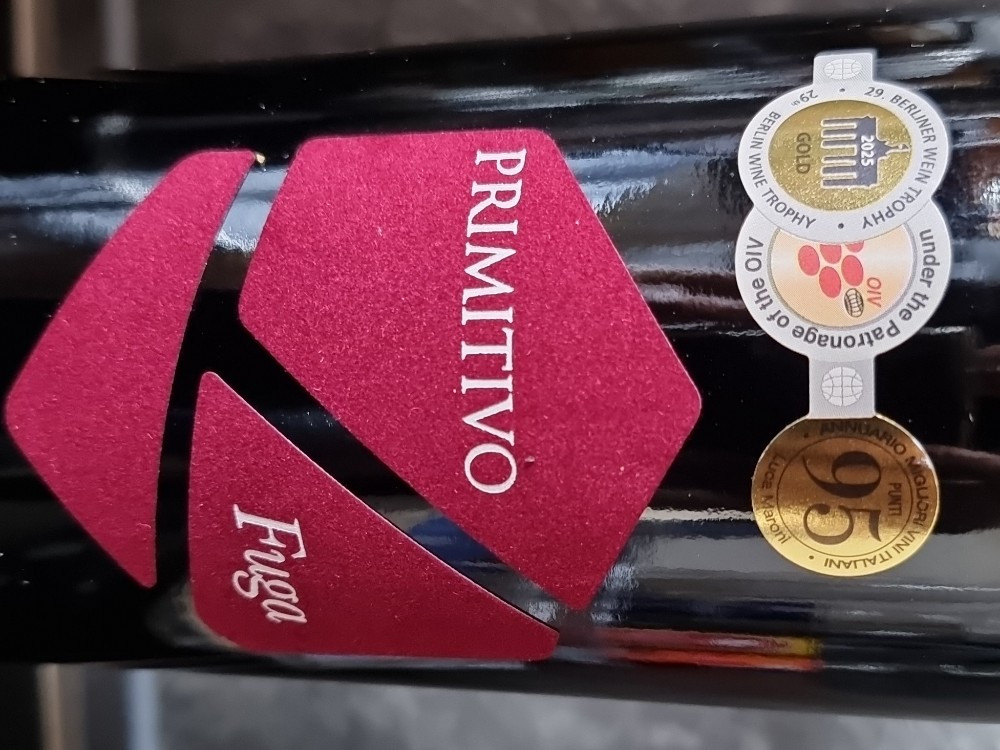 29. BERLINER WEIN TROPHY
29th BERLIN WINE TROPHY
2025
GOLD
OIV
under the Patronage of the OIV
ANNUARIO MIGLIORI VINI ITALIANI
95
PUNTI
Luca Maroni
PRIMITIVO
Fuga